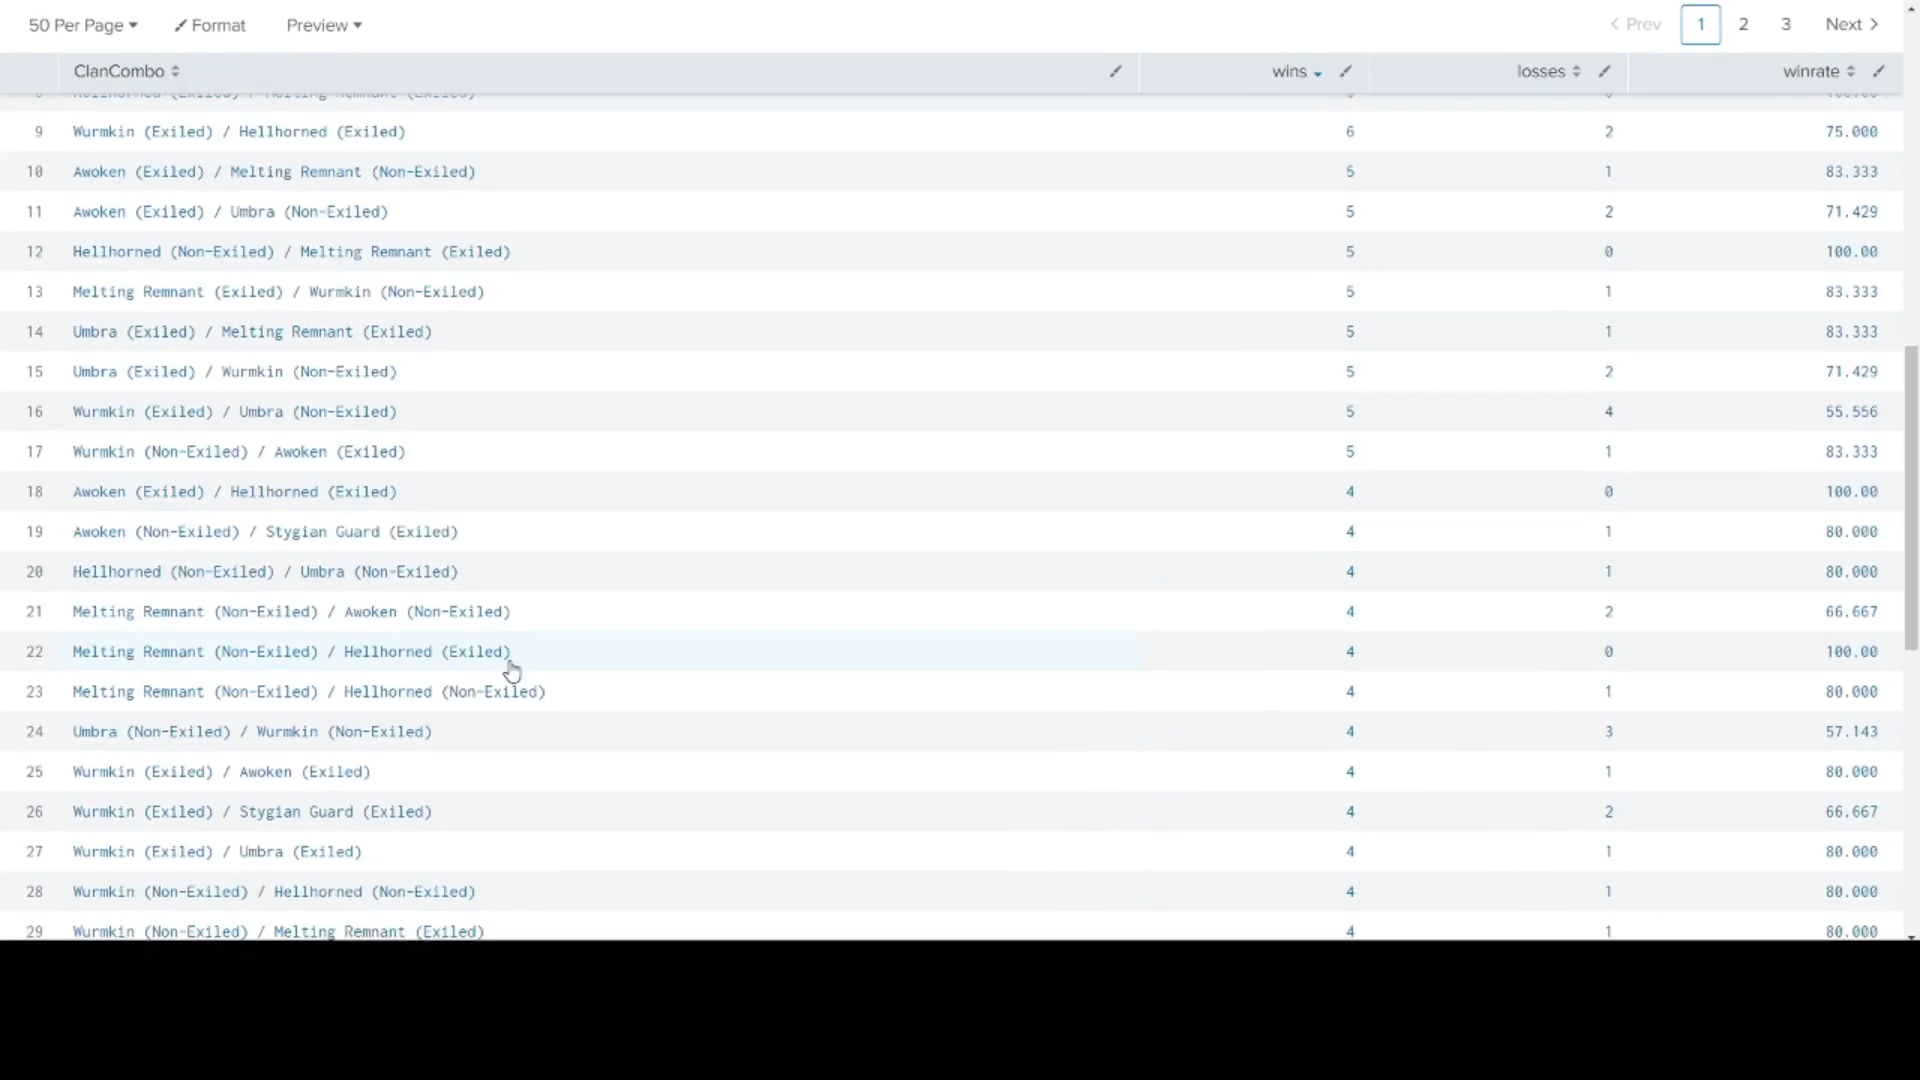 50 Per Page Format Preview Prev 1 2 3 Next
ClanCombo wins losses winrate
9 Wurmkin (Exiled) / Hellhorned (Exiled) 6 2 75.000
10 Awoken (Exiled) / Melting Remnant (Non-Exiled) 5 1 83.333
11 Awoken (Exiled) / Umbra (Non-Exiled) 5 2 71.429
12 Hellhorned (Non-Exiled) / Melting Remnant (Exiled) 5 0 100.00
13 Melting Remnant (Exiled) / Wurmkin (Non-Exiled) 5 1 83.333
14 Umbra (Exiled) / Melting Remnant (Exiled) 5 1 83.333
15 Umbra (Exiled) / Wurmkin (Non-Exiled) 5 2 71.429
16 Wurmkin (Exiled) / Umbra (Non-Exiled) 5 4 55.556
17 Wurmkin (Non-Exiled) / Awoken (Exiled) 5 1 83.333
18 Awoken (Exiled) / Hellhorned (Exiled) 4 0 100.00
19 Awoken (Non-Exiled) / Stygian Guard (Exiled) 4 1 80.000
20 Hellhorned (Non-Exiled) / Umbra (Non-Exiled) 4 1 80.000
21 Melting Remnant (Non-Exiled) / Awoken (Non-Exiled) 4 2 66.667
22 Melting Remnant (Non-Exiled) / Hellhorned (Exiled) 4 0 100.00
23 Melting Remnant (Non-Exiled) / Hellhorned (Non-Exiled) 4 1 80.000
24 Umbra (Non-Exiled) / Wurmkin (Non-Exiled) 4 3 57.143
25 Wurmkin (Exiled) / Awoken (Exiled) 4 1 80.000
26 Wurmkin (Exiled) / Stygian Guard (Exiled) 4 2 66.667
27 Wurmkin (Exiled) / Umbra (Exiled) 4 1 80.000
28 Wurmkin (Non-Exiled) / Hellhorned (Non-Exiled) 4 1 80.000
29 Wurmkin (Non-Exiled) / Melting Remnant (Exiled) 4 1 80.000